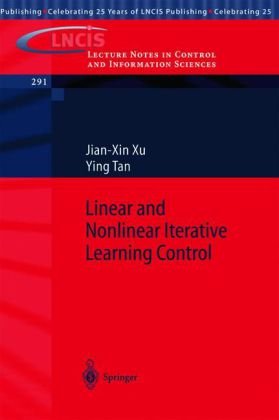 Publishing•Celebrating 25 Years of LNCIS Publishing•Celebrating 25
LNCIS
LECTURE NOTES IN CONTROL
AND INFORMATION SCIENCES
291
Jian-Xin Xu
Ying Tan
Linear and
Nonlinear Iterative
Learning Control
Springer